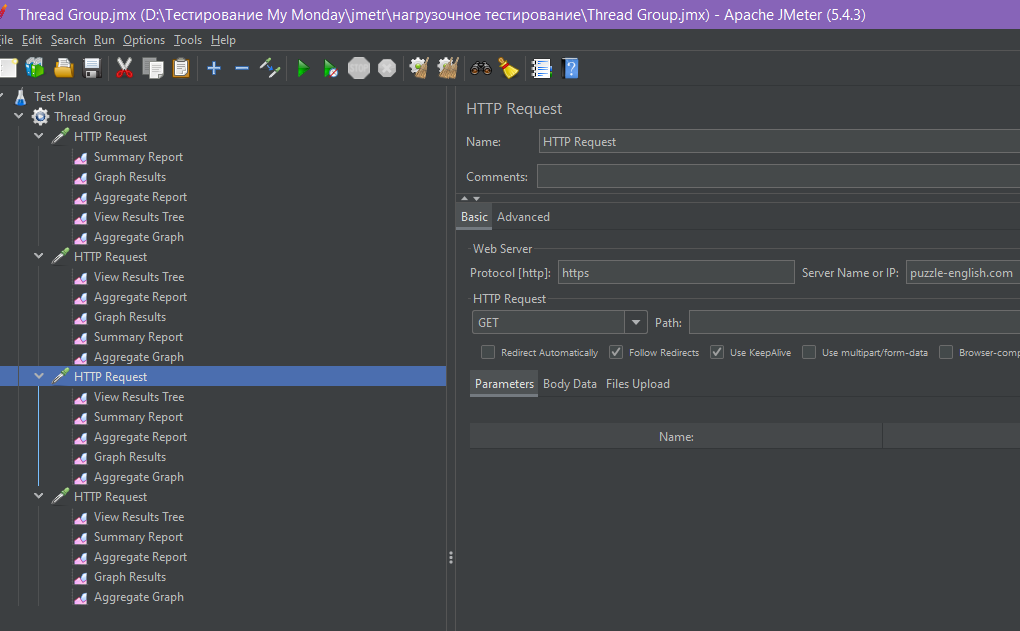 Thread Group.jmx (D:\Тестирование My Monday\jmetr\нагрузочное тестирование\Thread Group.jmx) - Apache JMeter (5.4.3)
ile Edit Search Run Options Tools Help
STOP
Test Plan
Thread Group
HTTP Request
Summary Report
Graph Results
Aggregate Report
View Results Tree
Aggregate Graph
HTTP Request
View Results Tree
Aggregate Report
Graph Results
Summary Report
Aggregate Graph
HTTP Request
View Results Tree
Summary Report
Aggregate Report
Graph Results
Aggregate Graph
HTTP Request
View Results Tree
Summary Report
Aggregate Report
Graph Results
Aggregate Graph
HTTP Request
Name: HTTP Request
Comments:
Basic Advanced
Web Server
Protocol [http]: https Server Name or IP: puzzle-english.com
HTTP Request
GET Path:
Redirect Automatically Follow Redirects Use KeepAlive Use multipart/form-data Browser-comp
Parameters Body Data Files Upload
Name: